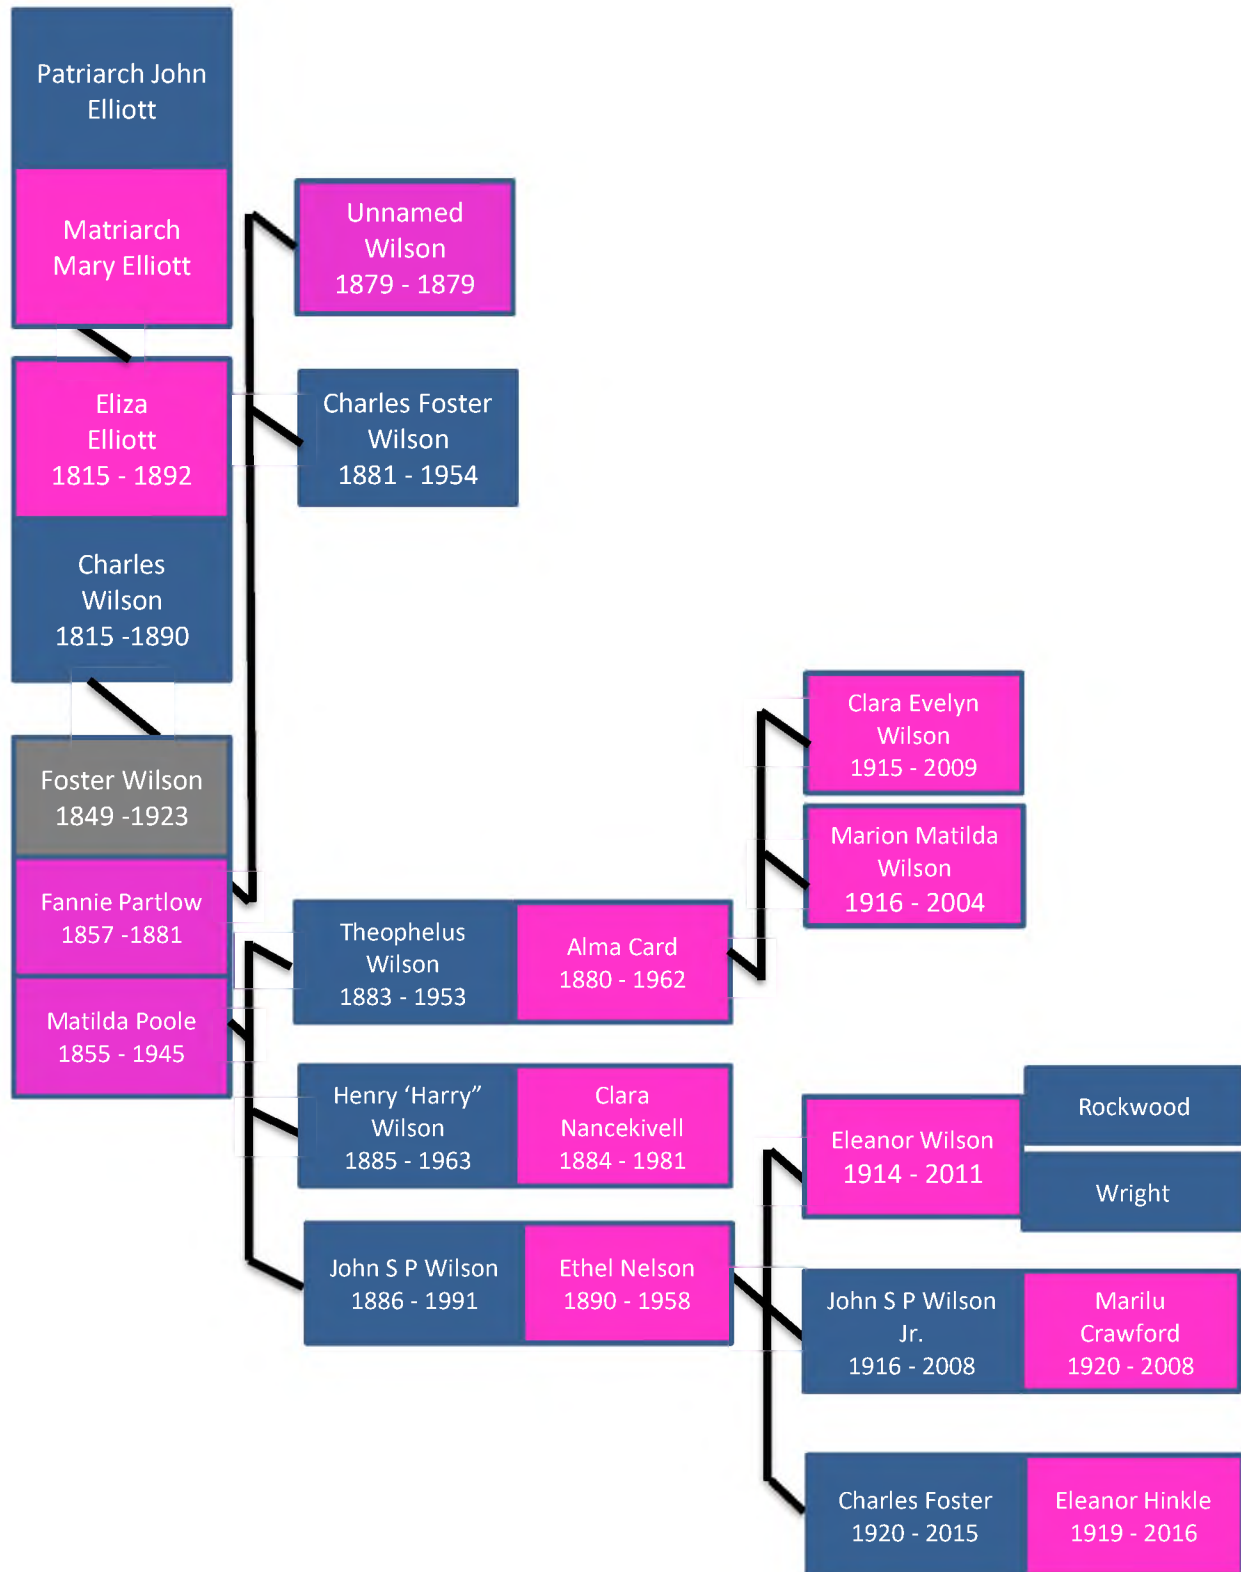 Patriarch John
Elliott
Matriarch
Mary Elliott
Eliza
Elliott
1815 - 1892
Charles
Wilson
1815 -1890
Foster Wilson
1849 -1923
Fannie Partlow
1857 -1881
Matilda Poole
1855 - 1945
Unnamed
Wilson
1879 - 1879
Charles Foster
Wilson
1881 - 1954
Theophelus
Wilson
1883 - 1953
Alma Card
1880 - 1962
Henry ‘Harry”
Wilson
1885 - 1963
Clara
Nancekivell
1884 - 1981
John S P Wilson
1886 - 1991
Ethel Nelson
1890 - 1958
Clara Evelyn
Wilson
1915 - 2009
Marion Matilda
Wilson
1916 - 2004
Eleanor Wilson
1914 - 2011
Rockwood
Wright
John S P Wilson
Jr.
1916 - 2008
Marilu
Crawford
1920 - 2008
Charles Foster
1920 - 2015
Eleanor Hinkle
1919 - 2016